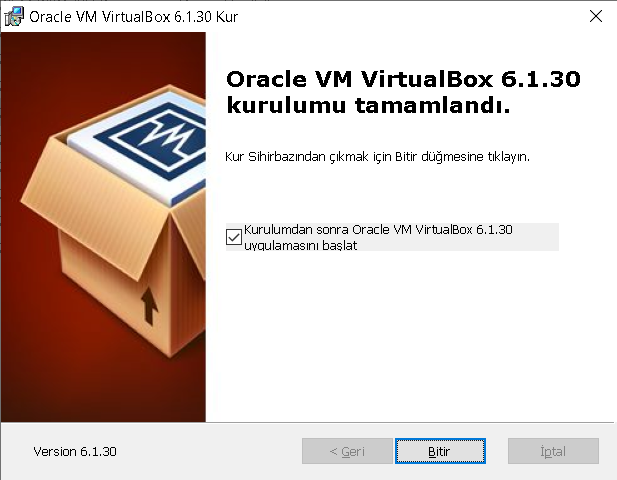 Oracle VM VirtualBox 6.1.30 Kur
Oracle VM VirtualBox 6.1.30
kurulumu tamamlandı.
Kur Sihirbazından çıkmak için Bitir düğmesine tıklayın.
Kurulumdan sonra Oracle VM VirtualBox 6.1.30
uygulamasını başlat
Version 6.1.30
< Geri
Bitir
İptal